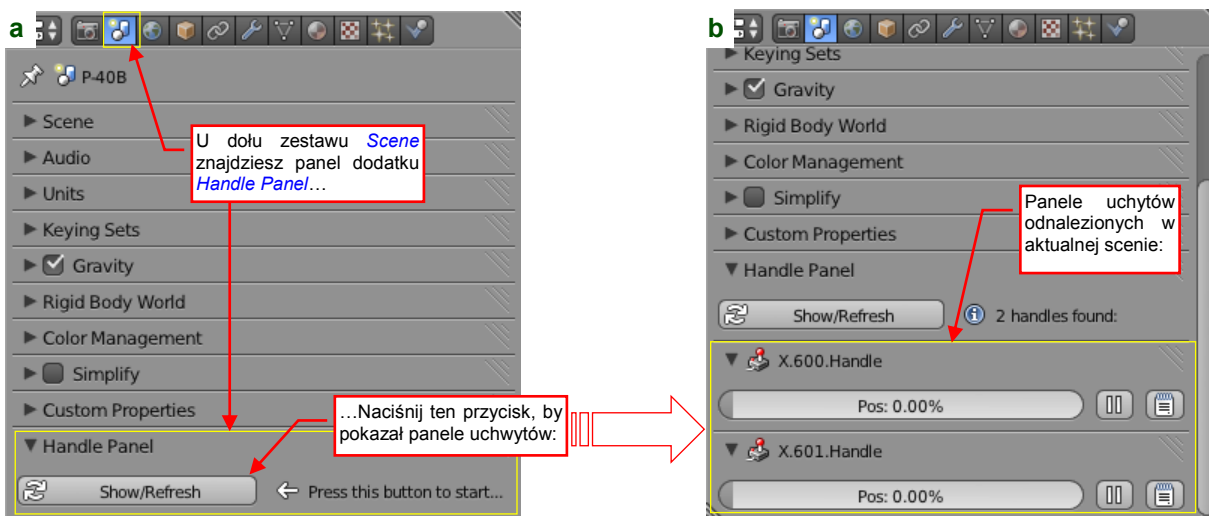 a
P-40B
Scene
Audio
Units
Keying Sets
Gravity
Rigid Body World
Color Management
Simplify
Custom Properties
Handle Panel
Show/Refresh
Press this button to start...
U dołu zestawu Scene
znajdziesz panel dodatku
Handle Panel…
…Naciśnij ten przycisk, by
pokazał panele uchwytów:
b
Keying Sets
Gravity
Rigid Body World
Color Management
Simplify
Custom Properties
Handle Panel
Show/Refresh
2 handles found:
X.600.Handle
Pos: 0.00%
X.601.Handle
Pos: 0.00%
Panele uchytów
odnalezionych w
aktualnej scenie: